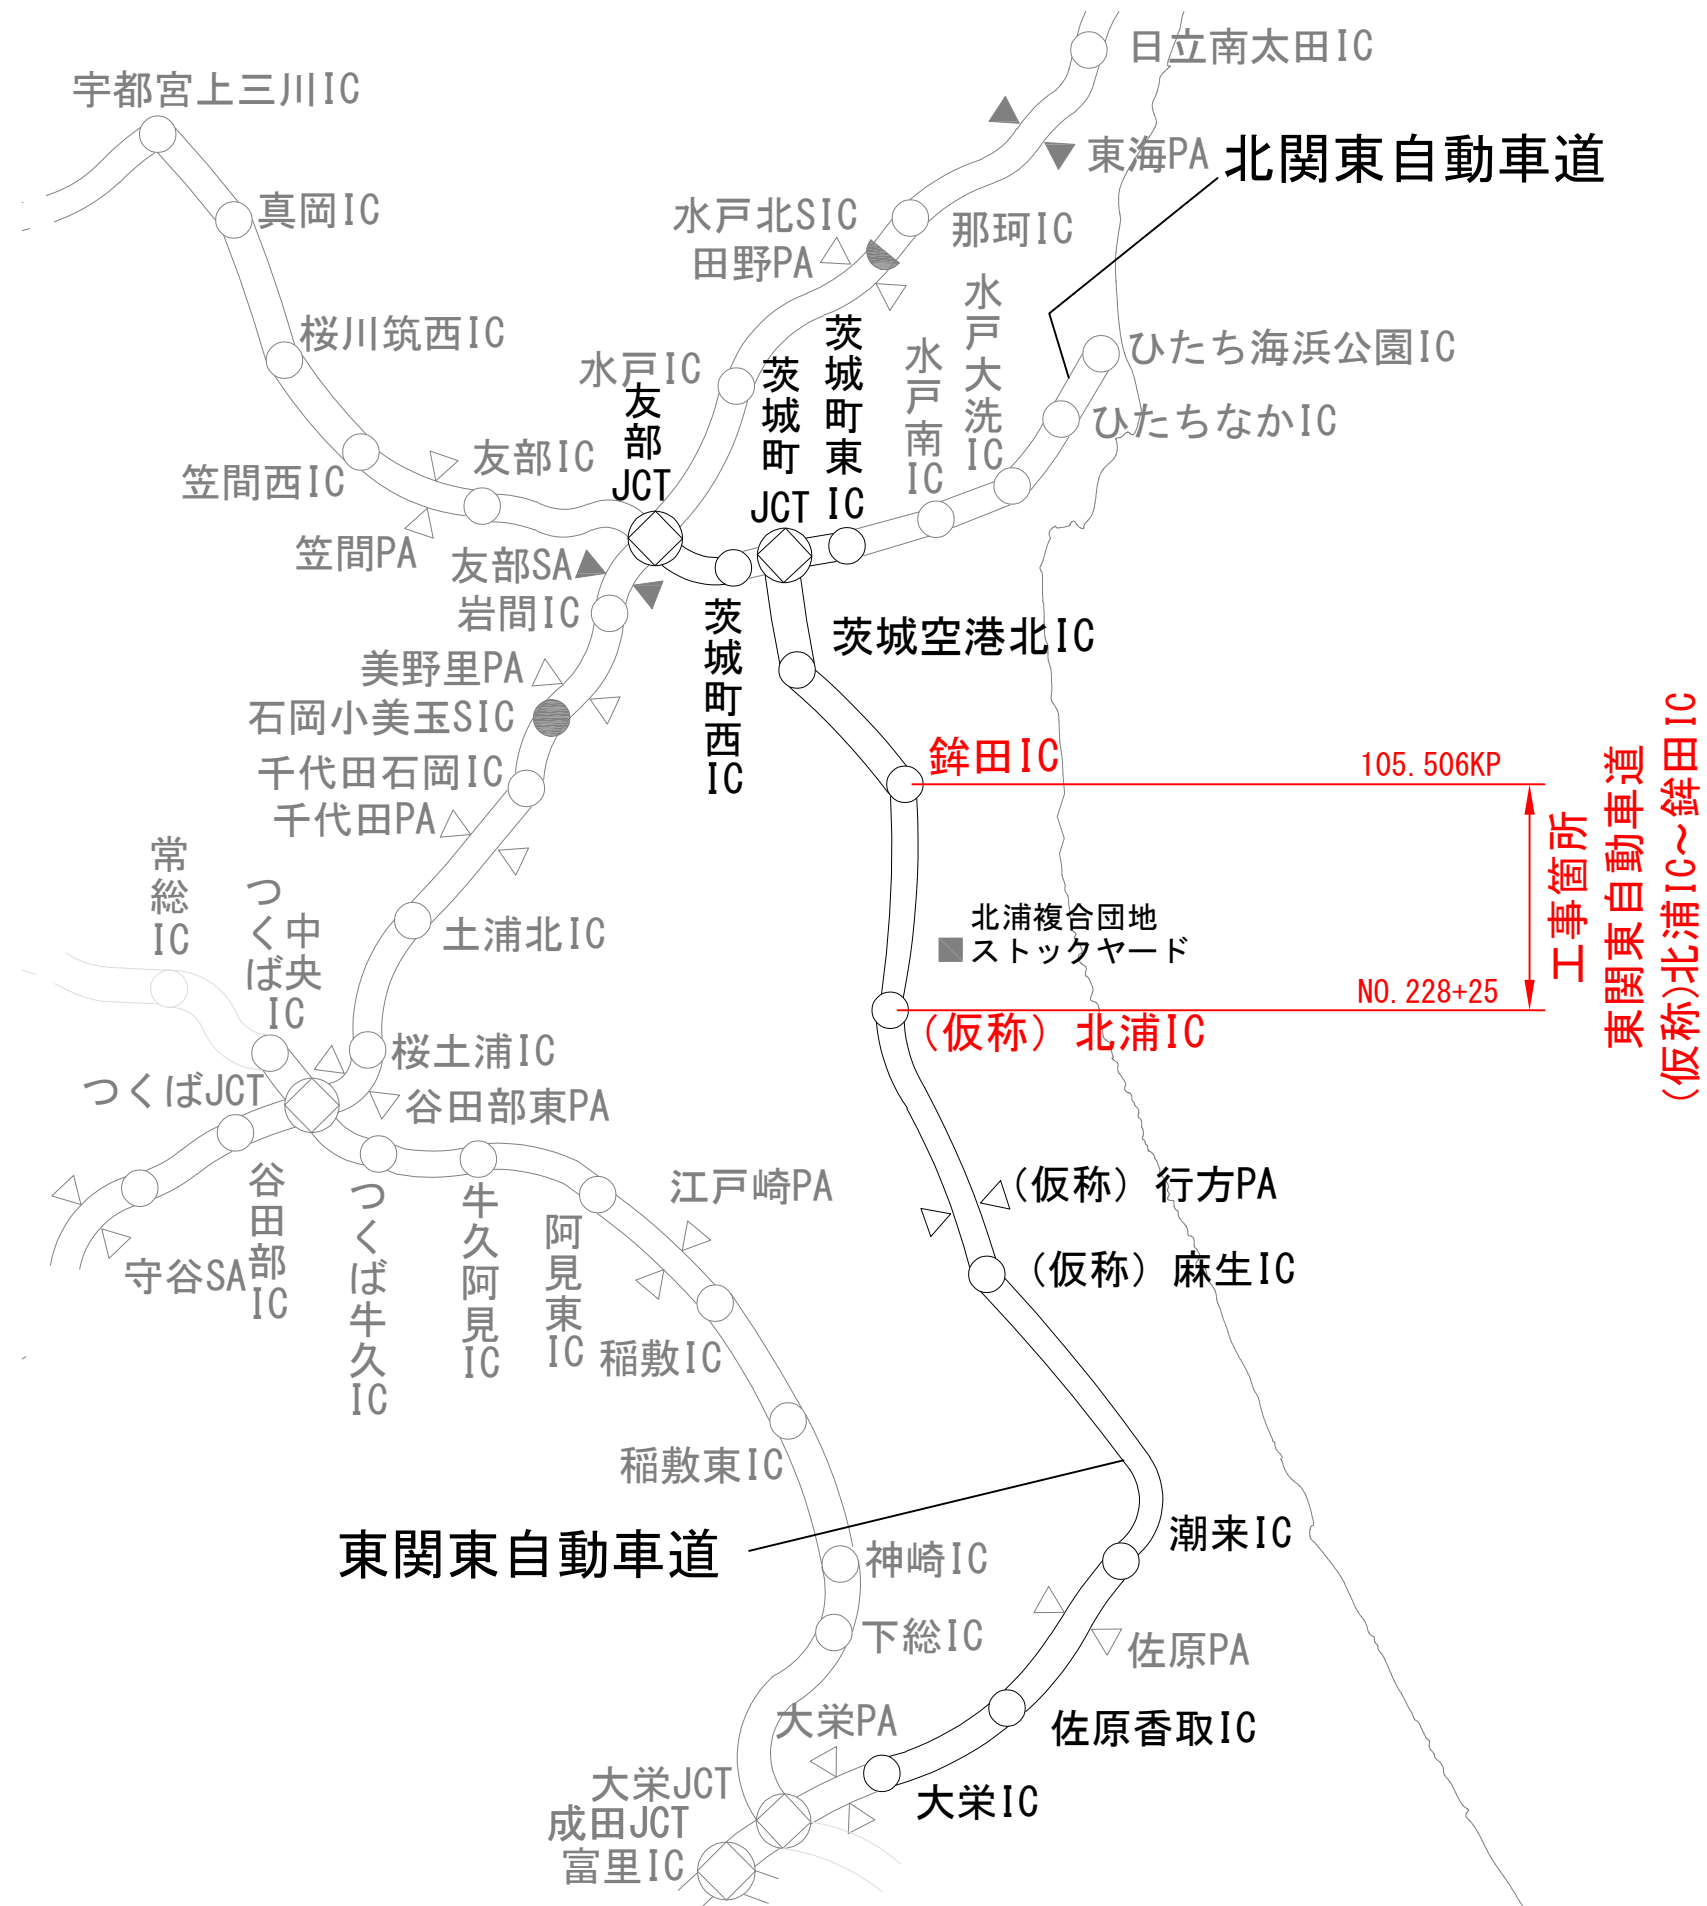 日立南太田IC
宇都宮上三川IC
東海PA
北関東自動車道
真岡IC
水戸北SIC
田野PA
那珂IC
水戸大洗IC
桜川筑西IC
水戸IC
友部JCT
茨城町JCT
茨城町東IC
水戸南IC
ひたち海浜公園IC
ひたちなかIC
友部IC
笠間西IC
笠間PA
友部SA
岩間IC
茨城町西IC
茨城空港北IC
美野里PA
石岡小美玉SIC
千代田石岡IC
千代田PA
鉾田IC
105.506KP
工事箇所
東関東自動車道
(仮称)北浦IC~鉾田IC
常総IC
つくば中央IC
土浦北IC
北浦複合団地
ストックヤード
NO.228+25
(仮称)北浦IC
桜土浦IC
つくばJCT
谷田部東PA
谷田部IC
守谷SA
つくば牛久IC
牛久阿見IC
阿見東IC
江戸崎PA
(仮称)行方PA
(仮称)麻生IC
稲敷IC
稲敷東IC
東関東自動車道
神崎IC
潮来IC
下総IC
佐原PA
大栄PA
佐原香取IC
大栄JCT
大栄IC
成田JCT
富里IC